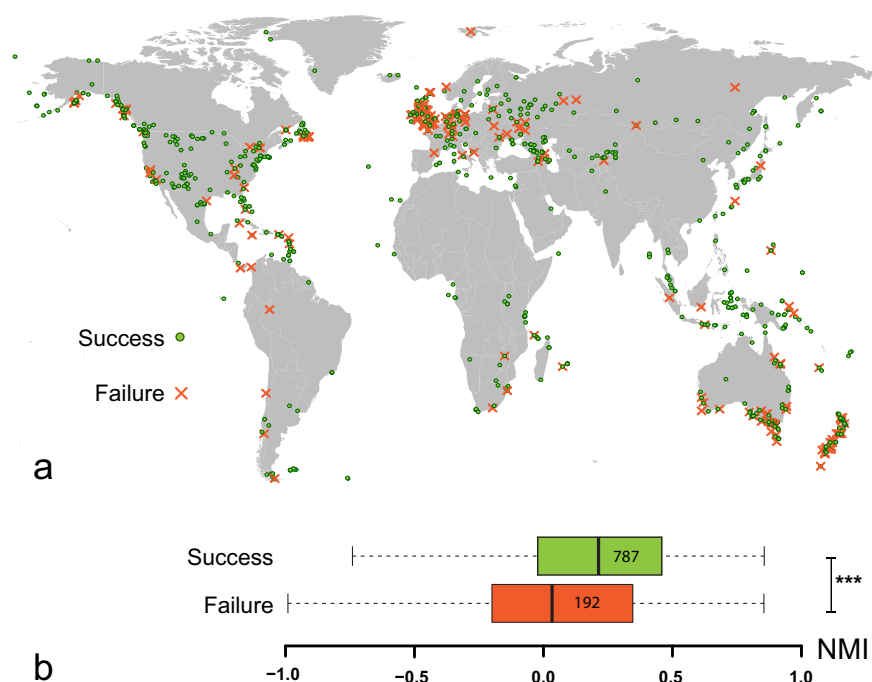 Success
Failure
a
Success
787
***
Failure
192
NMI
b
−1.0
−0.5
0.0
0.5
1.0